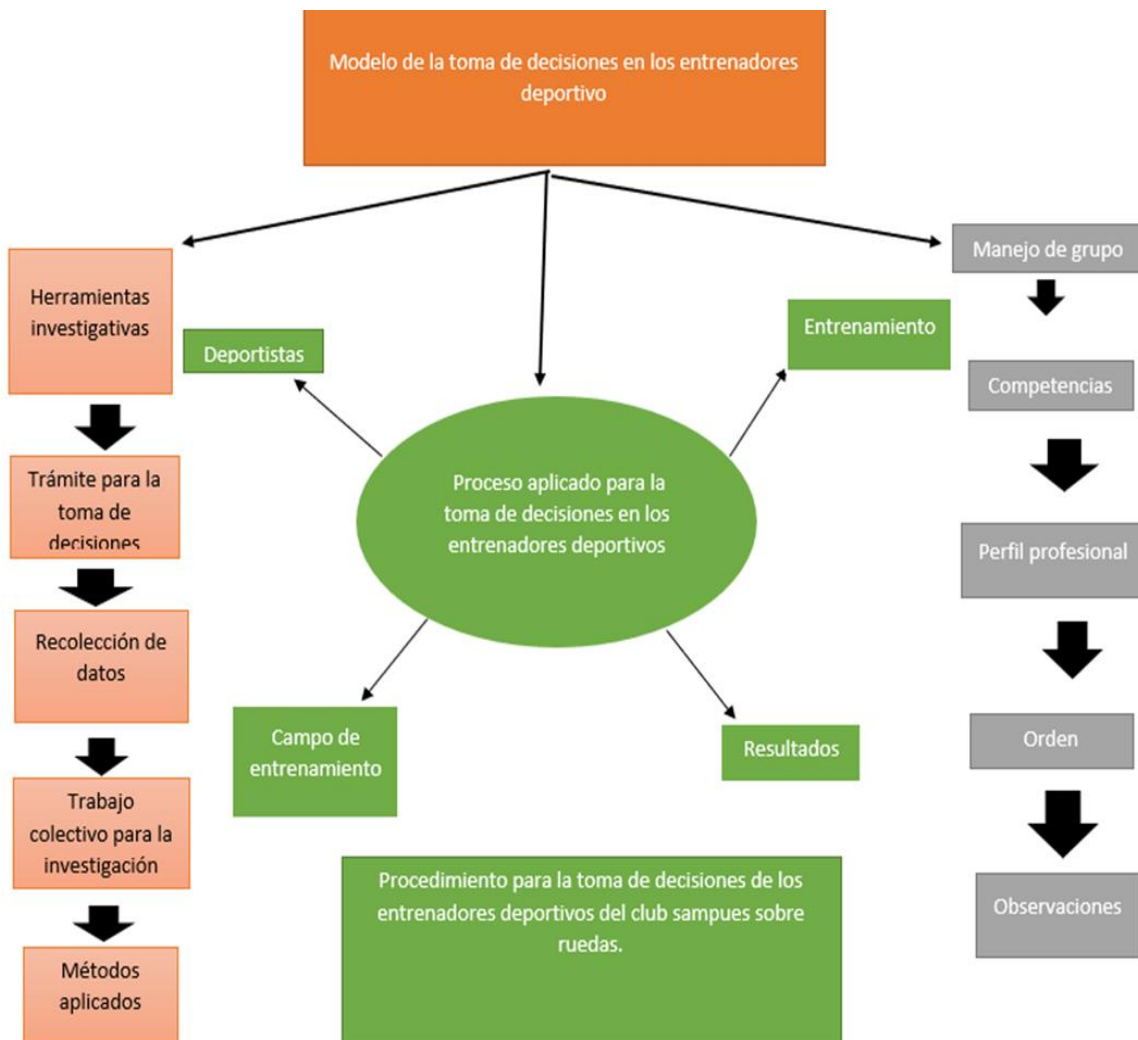 Modelo de la toma de decisiones en los entrenadores
deportivo
Manejo de grupo
Herramientas
investigativas
Entrenamiento
Deportistas
Competencias
Trámite para la
toma de
decisiones
Proceso aplicado para la
toma de decisiones en los
entrenadores deportivos
Perfil profesional
Recolección de
datos
Campo de
entrenamiento
Resultados
Orden
Trabajo
colectivo para la
investigación
Procedimiento para la toma de decisiones de los
entrenadores deportivos del club sampues sobre
ruedas.
Observaciones
Métodos
aplicados